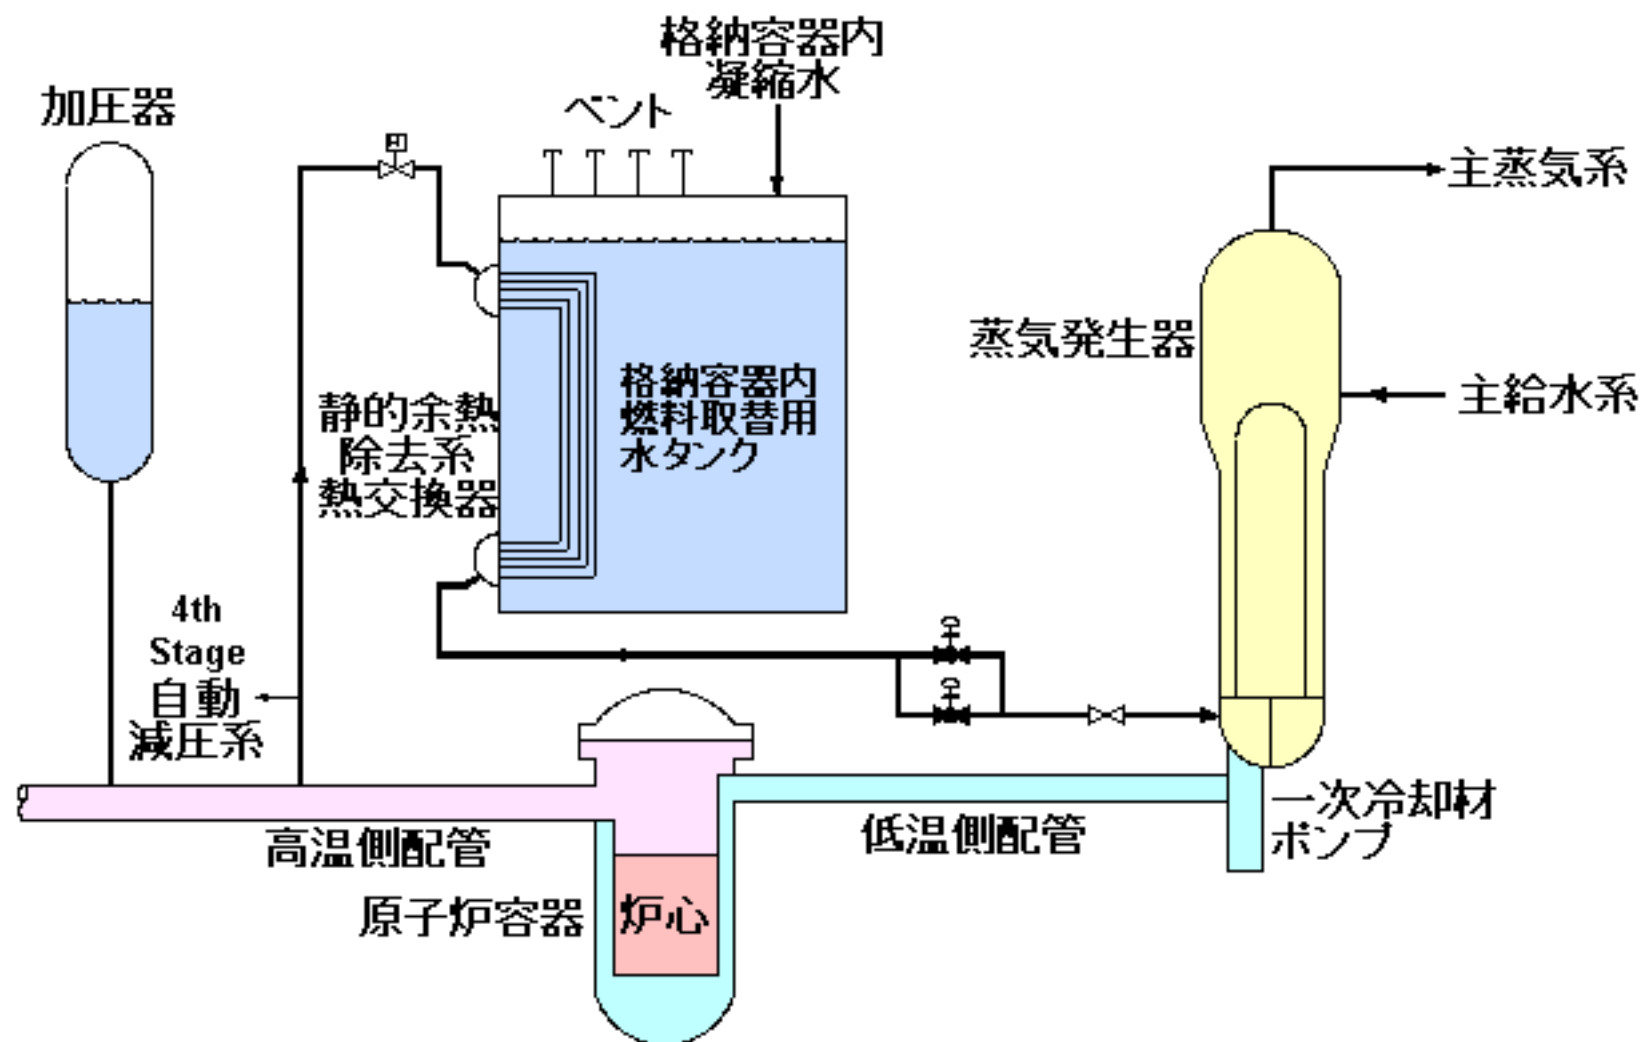 格納容器内
凝縮水
加圧器
ベント
主蒸気系
蒸気発生器
主給水系
静的余熱
除去系
熱交換器
格納容器内
燃料取替用
水タンク
4th
Stage
自動
減圧系
高温側配管
低温側配管
一次冷却材
ポンプ
原子炉容器
炉心